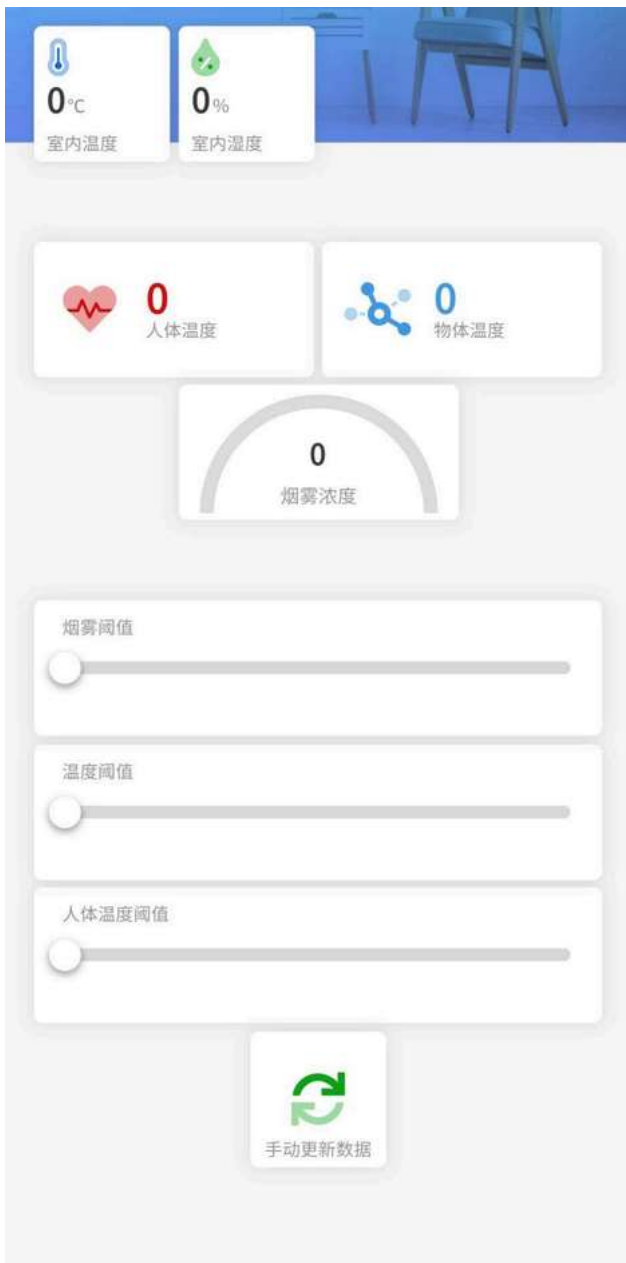 0℃
室内温度
0%
室内湿度
0
人体温度
0
物体温度
0
烟雾浓度
烟雾阈值
温度阈值
人体温度阈值
手动更新数据